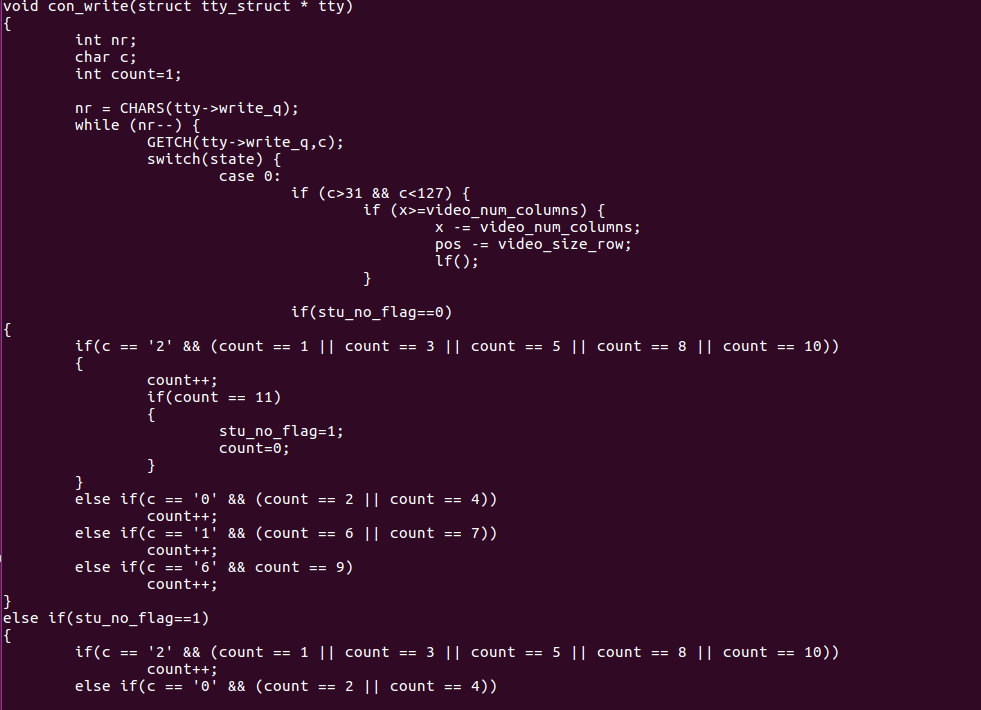 void con_write(struct tty_struct * tty)
{
        int nr;
        char c;
        int count=1;

        nr = CHARS(tty->write_q);
        while (nr--) {
                GETCH(tty->write_q,c);
                switch(state) {
                        case 0:
                                if (c>31 && c<127) {
                                        if (x>=video_num_columns) {
                                                x -= video_num_columns;
                                                pos -= video_size_row;
                                                lf();
                                        }

                                if(stu_no_flag==0)
{
        if(c == '2' && (count == 1 || count == 3 || count == 5 || count == 8 || count == 10))
        {
                count++;
                if(count == 11)
                {
                        stu_no_flag=1;
                        count=0;
                }
        }
        else if(c == '0' && (count == 2 || count == 4))
                count++;
        else if(c == '1' && (count == 6 || count == 7))
                count++;
        else if(c == '6' && count == 9)
                count++;
}
else if(stu_no_flag==1)
{
        if(c == '2' && (count == 1 || count == 3 || count == 5 || count == 8 || count == 10))
                count++;
        else if(c == '0' && (count == 2 || count == 4))